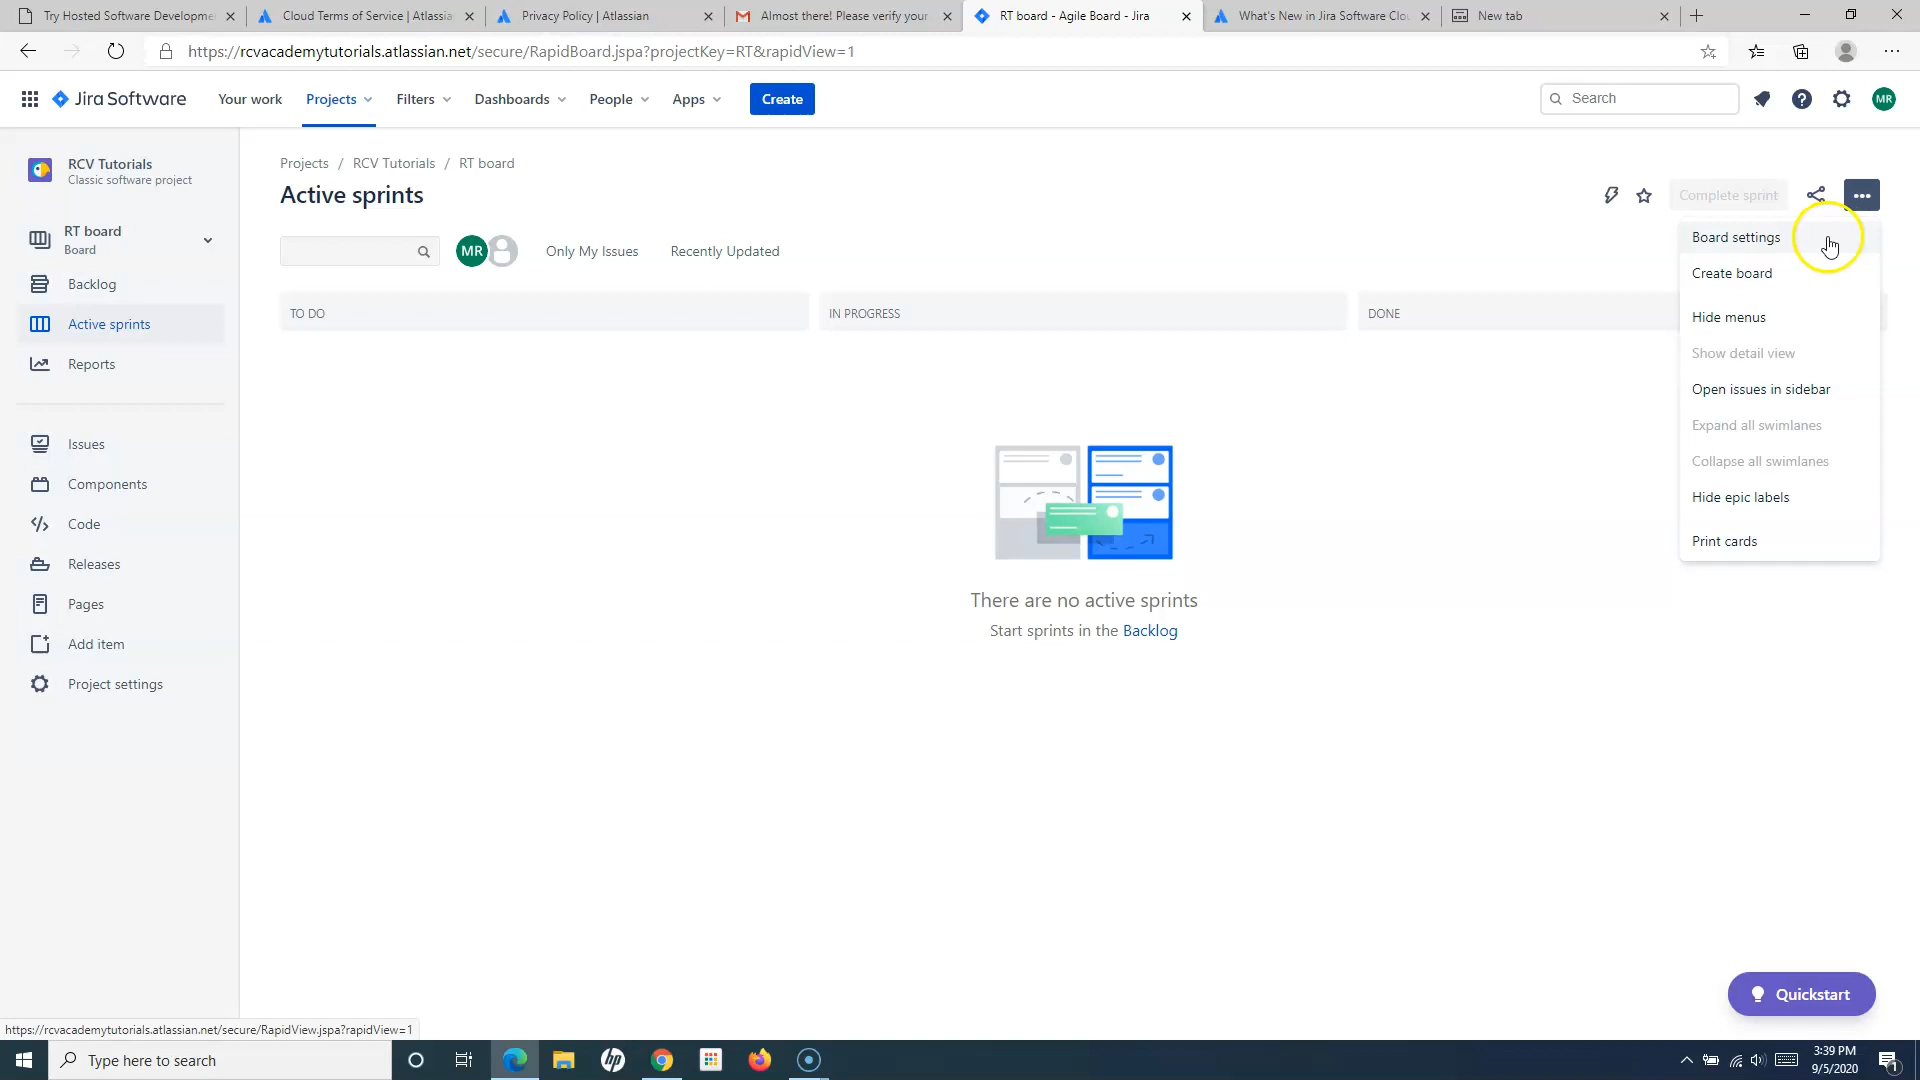 Try Hosted Software Developme
Cloud Terms of Service | Atlassia
Privacy Policy | Atlassian
Almost there! Please verify your
RT board - Agile Board - Jira
What's New in Jira Software Clou
New tab
https://rcvacademytutorials.atlassian.net/secure/RapidBoard.jspa?projectKey=RT&rapidView=1
Jira Software
Your work
Projects
Filters
Dashboards
People
Apps
Create
Search
MR
RCV Tutorials
Classic software project
RT board
Board
Backlog
Active sprints
Reports
Issues
Components
Code
Releases
Pages
Add item
Project settings
Projects / RCV Tutorials / RT board
Active sprints
Complete sprint
MR
Only My Issues
Recently Updated
TO DO
IN PROGRESS
DONE
Board settings
Create board
Hide menus
Show detail view
Open issues in sidebar
Expand all swimlanes
Collapse all swimlanes
Hide epic labels
Print cards
There are no active sprints
Start sprints in the Backlog
Quickstart
https://rcvacademytutorials.atlassian.net/secure/RapidView.jspa?rapidView=1
Type here to search
hp
3:39 PM
9/5/2020
1